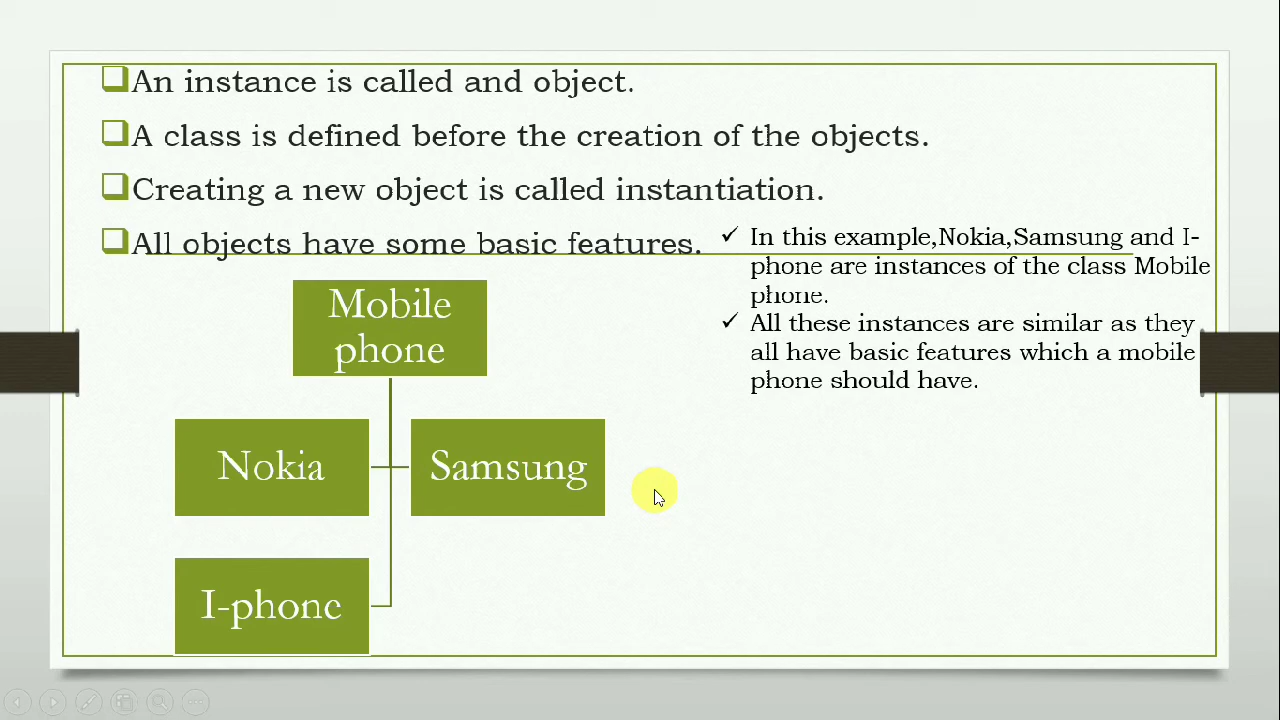 An instance is called and object.
A class is defined before the creation of the objects.
Creating a new object is called instantiation.
All objects have some basic features.
In this example,Nokia,Samsung and I-
phone are instances of the class Mobile
phone.
All these instances are similar as they
all have basic features which a mobile
phone should have.
Mobile
phone
Nokia
Samsung
I-phone